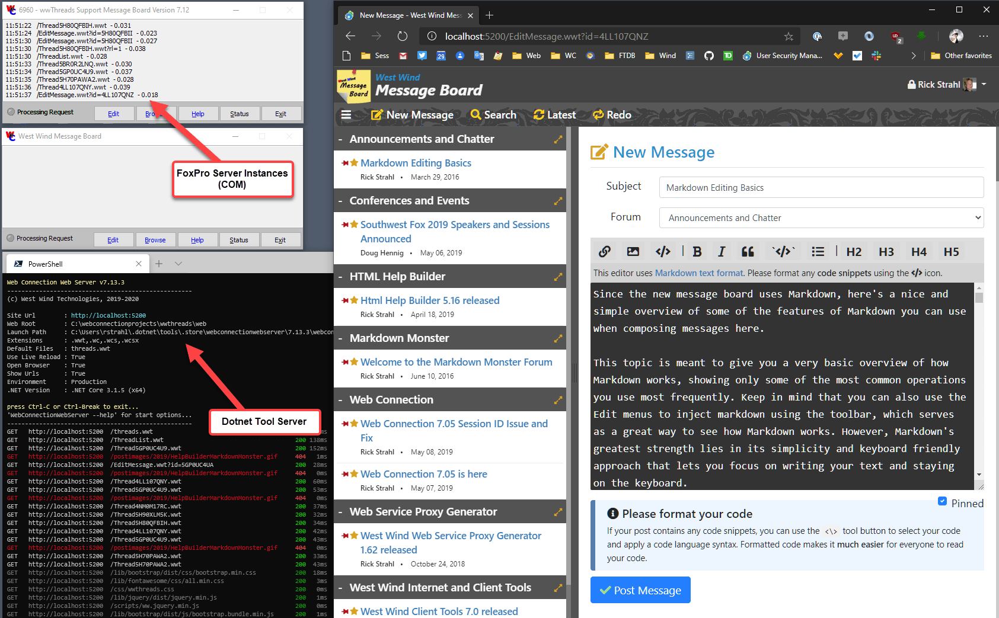 6960 - wwThreads Support Message Board Version 7.12
11:51:22 /Thread5H80QFBIH.wwt - 0.031
11:51:24 /EditMessage.wwt?id=5H80QFBII - 0.023
11:51:30 /EditMessage.wwt?id=5H80QFBII - 0.027
11:51:30 /Thread5H80QFBIH.wwt?rl=1 - 0.038
11:51:30 /ThreadList.wwt - 0.028
11:51:33 /Thread5BR0R2LNQ.wwt - 0.030
11:51:34 /Thread5GP0UC4U9.wwt - 0.037
11:51:35 /Thread5H70PAWA2.wwt - 0.028
11:51:36 /Thread4LL107QNY.wwt - 0.039
11:51:37 /EditMessage.wwt?id=4LL107QNZ - 0.018
Processing Request Edit Help Status Exit
West Wind Message Board
FoxPro Server Instances
(COM)
Processing Request Edit Browse Help Status Exit
PowerShell
Web Connection Web Server v7.13.3
---------------------------------------------------
(c) West Wind Technologies, 2019-2020
Site Url : http://localhost:5200
Web Root : C:\webconnectionprojects\wwthreads\web
Launch Path : C:\Users\rstrahl\.dotnet\tools\.store\webconnectionwebserver\7.13.3\webcon
Extensions : .wwt,.wc,.wcs,.wcsx
Default Files : threads.wwt
Use Live Reload : True
Open Browser : True
Show Urls : True
Environment : Production
.NET Version : .NET Core 3.1.5 (x64)
press Ctrl-C or Ctrl-Break to exit...
'WebConnectionWebServer --help' for start options...
---------------------------------------------------
Dotnet Tool Server
GET http://localhost:5200 /threads.wwt ms
GET http://localhost:5200 /ThreadList.wwt 200 138ms
GET http://localhost:5200 /Thread5GP0UC4U9.wwt 200 152ms
GET http://localhost:5200 /postimages/2019/HelpBuilderMarkdownMonster.gif 404 1ms
GET http://localhost:5200 /EditMessage.wwt?id=5GP0UC4UA 200 28ms
GET http://localhost:5200 /postimages/2019/HelpBuilderMarkdownMonster.gif 404 0ms
GET http://localhost:5200 /Thread4LL107QNY.wwt 200 60ms
GET http://localhost:5200 /Thread5GP0UC4U9.wwt 200 53ms
GET http://localhost:5200 /postimages/2019/HelpBuilderMarkdownMonster.gif 404 0ms
GET http://localhost:5200 /Thread4NM0M17RC.wwt 200 37ms
GET http://localhost:5200 /Thread5H90XLM5K.wwt 200 32ms
GET http://localhost:5200 /Thread5H80QFBIH.wwt 200 34ms
GET http://localhost:5200 /Thread4LL107QNY.wwt 200 42ms
GET http://localhost:5200 /Thread5GP0UC4U9.wwt 200 43ms
GET http://localhost:5200 /postimages/2019/HelpBuilderMarkdownMonster.gif 404 0ms
GET http://localhost:5200 /Thread5H70PAWA2.wwt 200 33ms
GET http://localhost:5200 /Thread5H70PAWA2.wwt 200 43ms
GET http://localhost:5200 /lib/bootstrap/dist/css/bootstrap.min.css 200 18ms
GET http://localhost:5200 /lib/fontawesome/css/all.min.css 200 3ms
GET http://localhost:5200 /css/wwthreads.css 200 0ms
GET http://localhost:5200 /lib/jquery/dist/jquery.min.js 200 1ms
GET http://localhost:5200 /scripts/ww.jquery.min.js 200 0ms
GET http://localhost:5200 /lib/bootstrap/dist/js/bootstrap.bundle.min.js 200 1ms
New Message - West Wind Mess
localhost:5200/EditMessage.wwt?id=4LL107QNZ
Sess 29 Web WC FTDB Wind TD User Security Mana... Other favorites
West Wind
Message Board
Rick Strahl
New Message Search Latest Redo
- Announcements and Chatter
Markdown Editing Basics
Rick Strahl • March 29, 2016
- Conferences and Events
Southwest Fox 2019 Speakers and Sessions
Announced
Doug Hennig • May 06, 2019
- HTML Help Builder
Html Help Builder 5.16 released
Rick Strahl • April 18, 2019
- Markdown Monster
Welcome to the Markdown Monster Forum
Rick Strahl • June 10, 2016
- Web Connection
Web Connection 7.05 Session ID Issue and
Fix
Rick Strahl • May 08, 2019
Web Connection 7.05 is here
Rick Strahl • May 07, 2019
- Web Service Proxy Generator
West Wind Web Service Proxy Generator
1.62 released
Rick Strahl • October 24, 2018
- West Wind Internet and Client Tools
West Wind Client Tools 7.0 released
New Message
Subject Markdown Editing Basics
Forum Announcements and Chatter
</> | B I `</>` | H2 H3 H4 H5
This editor uses Markdown text format. Please format any code snippets using the </> icon.
Since the new message board uses Markdown, here's a nice and
simple overview of some of the features of Markdown you can use
when composing messages here.
This topic is meant to give you a very basic overview of how
Markdown works, showing only some of the most common operations
you use most frequently. Keep in mind that you can also use the
Edit menus to inject markdown using the toolbar, which serves
as a great way to see how Markdown works. However, Markdown's
greatest strength lies in its simplicity and keyboard friendly
approach that lets you focus on writing your text and staying
on the keyboard.
Pinned
Please format your code
If your post contains any code snippets, you can use the <\> tool button to select your code
and apply a code language syntax. Formatted code makes it much easier for everyone to read
your code.
Post Message